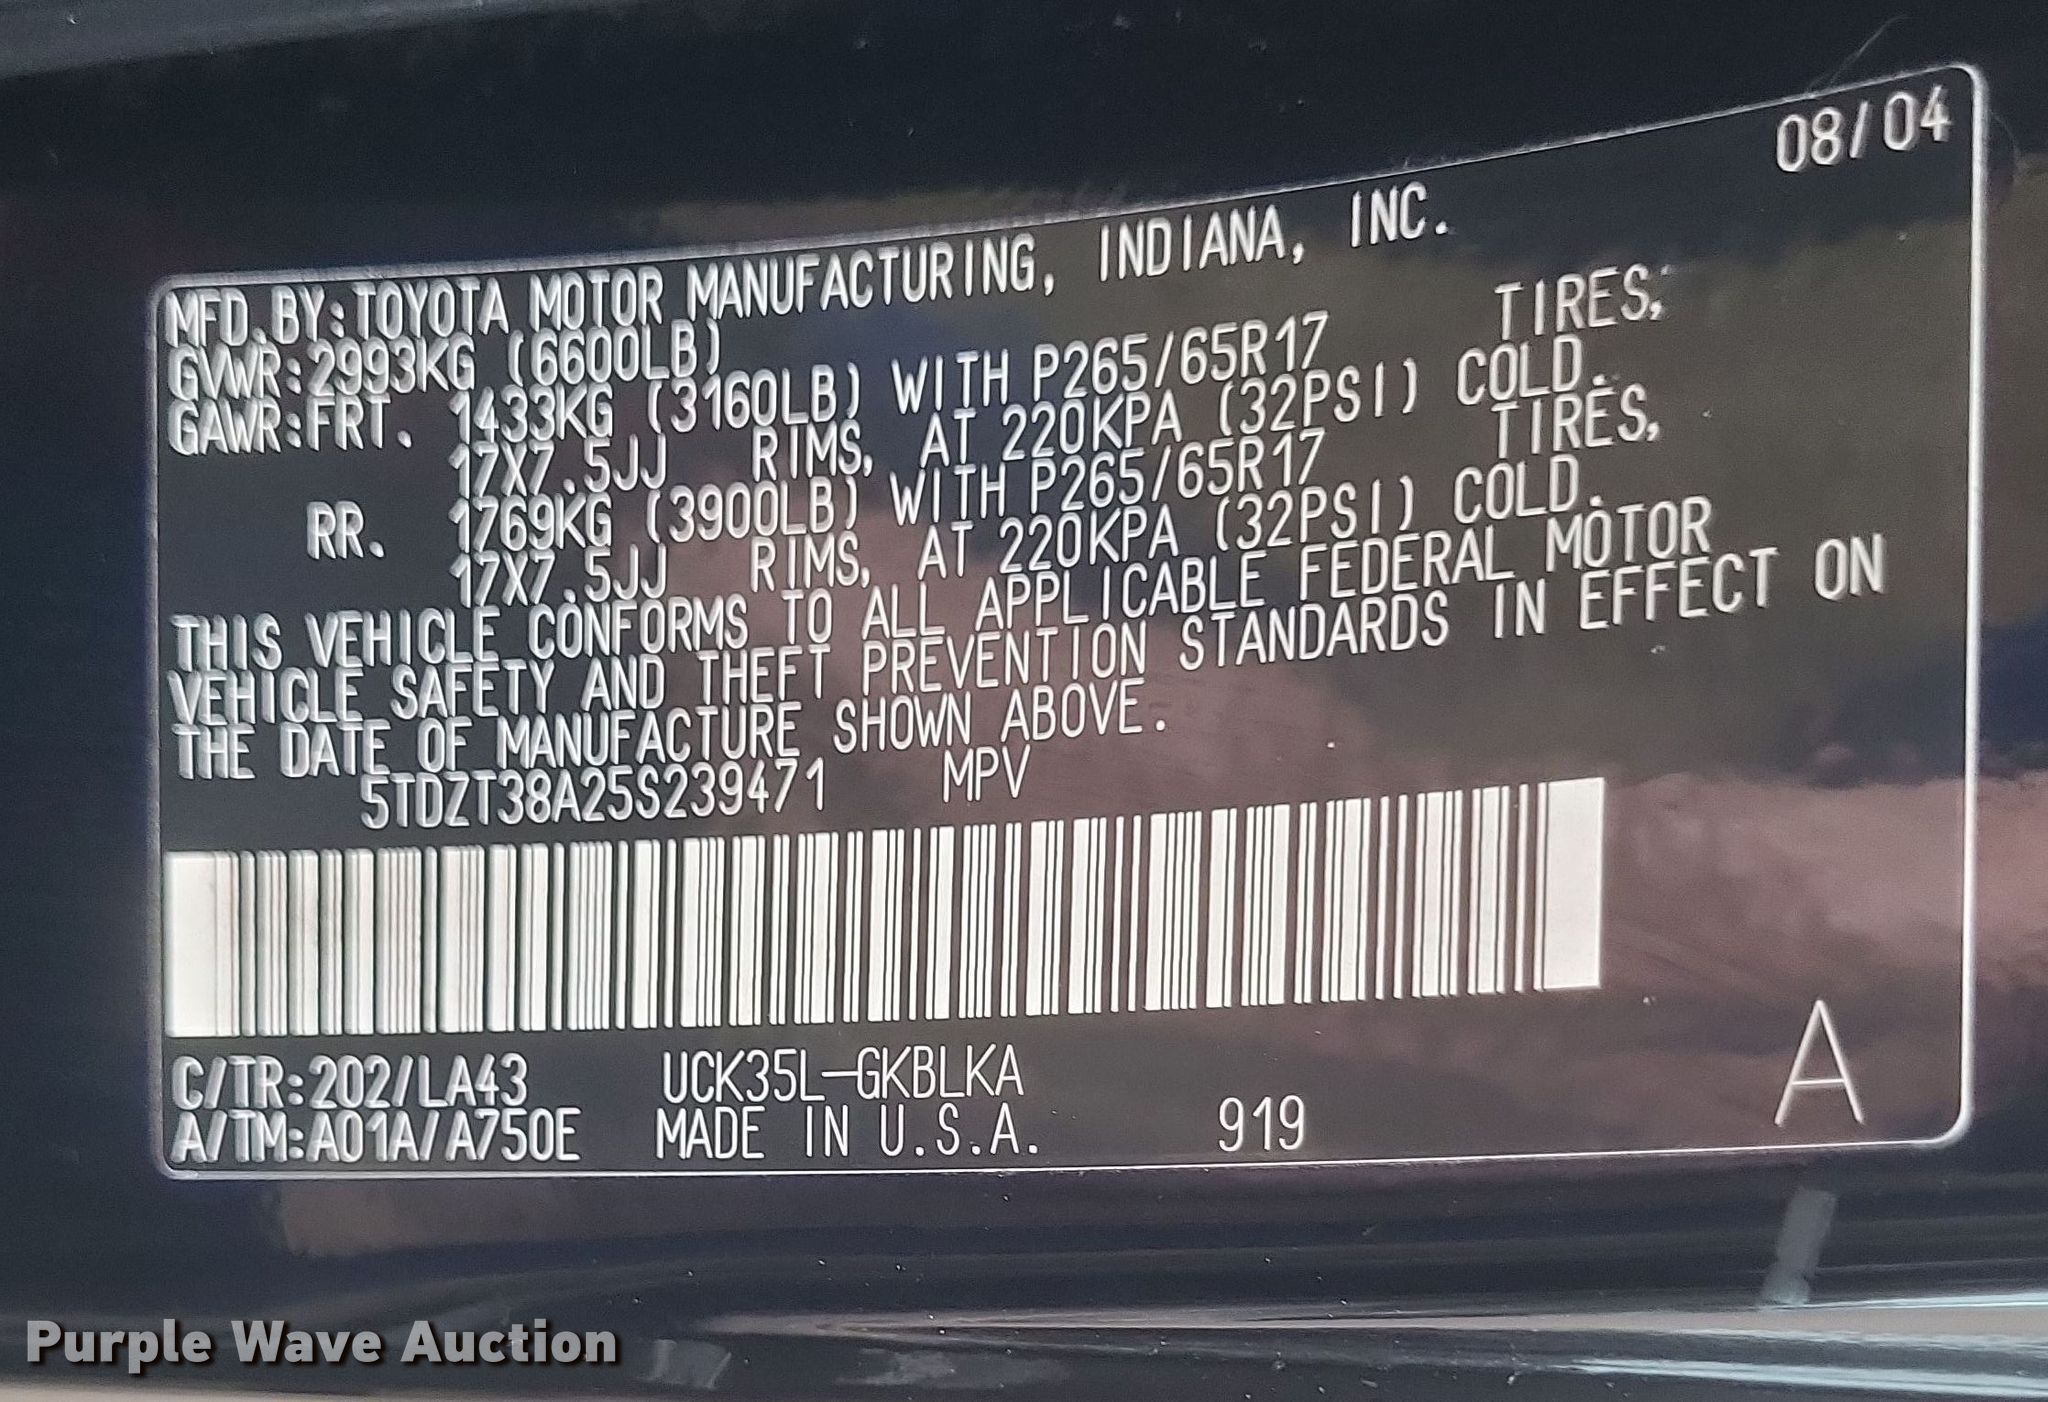 08/04
MFD.BY:TOYOTA MOTOR MANUFACTURING, INDIANA, INC.
GVWR:2993KG (6600LB)
GAWR:FRT. 1433KG (3160LB) WITH P265/65R17 TIRES,
17X7.5JJ RIMS, AT 220KPA (32PSI) COLD.
RR. 1769KG (3900LB) WITH P265/65R17 TIRES,
17X7.5JJ RIMS, AT 220KPA (32PSI) COLD.
THIS VEHICLE CONFORMS TO ALL APPLICABLE FEDERAL MOTOR
VEHICLE SAFETY AND THEFT PREVENTION STANDARDS IN EFFECT ON
THE DATE OF MANUFACTURE SHOWN ABOVE.
5TDZT38A25S239471 MPV
C/TR:202/LA43 UCK35L-GKBLKA
A/TM:A01A/A750E MADE IN U.S.A. 919 A
Purple Wave Auction